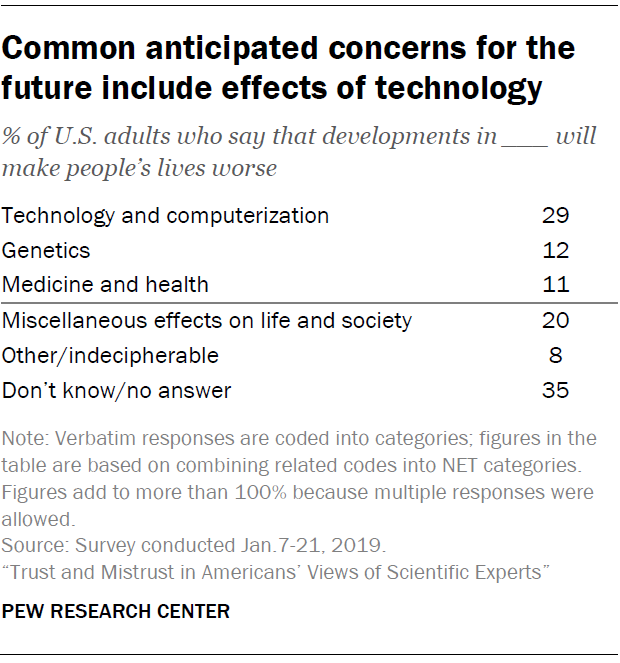 Common anticipated concerns for the
future include effects of technology
% of U.S. adults who say that developments in ____ will
make people’s lives worse
Technology and computerization 29
Genetics 12
Medicine and health 11
Miscellaneous effects on life and society 20
Other/indecipherable 8
Don’t know/no answer 35
Note: Verbatim responses are coded into categories; figures in the
table are based on combining related codes into NET categories.
Figures add to more than 100% because multiple responses were
allowed.
Source: Survey conducted Jan.7-21, 2019.
“Trust and Mistrust in Americans’ Views of Scientific Experts”
PEW RESEARCH CENTER